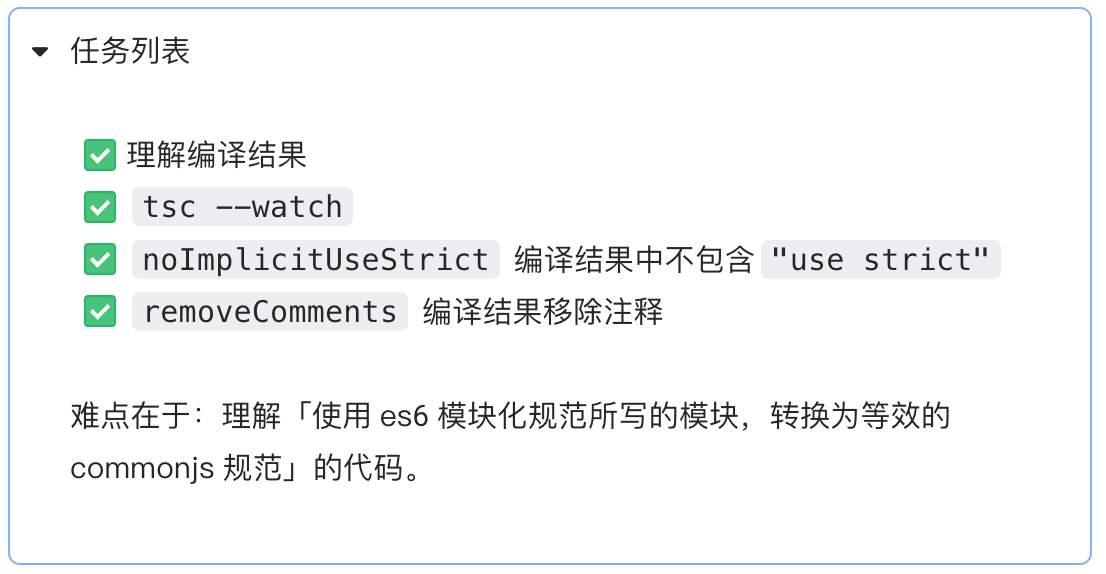 任务列表
理解编译结果
tsc --watch
noImplicitUseStrict 编译结果中不包含 "use strict"
removeComments 编译结果移除注释
难点在于：理解「使用 es6 模块化规范所写的模块，转换为等效的
commonjs 规范」的代码。